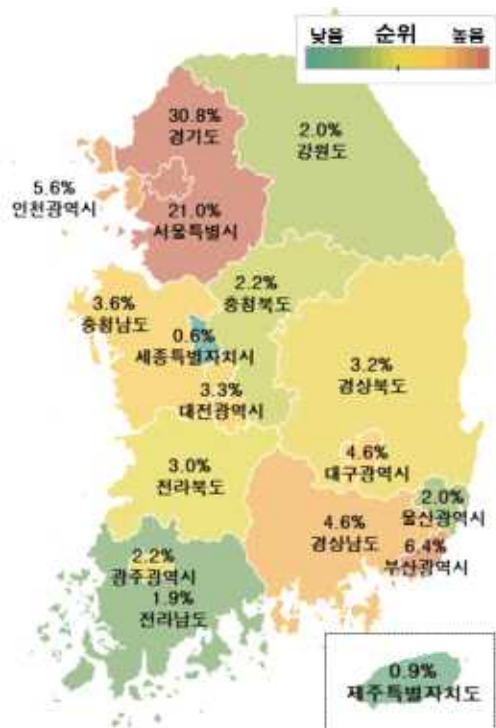 낮음 순위 높음
30.8%
경기도
2.0%
강원도
5.6%
인천광역시
21.0%
서울특별시
2.2%
충청북도
3.6%
충청남도
0.6%
세종특별자치시
3.2%
경상북도
3.3%
대전광역시
4.6%
대구광역시
3.0%
전라북도
2.0%
울산광역시
4.6%
경상남도
6.4%
부산광역시
2.2%
광주광역시
1.9%
전라남도
0.9%
제주특별자치도